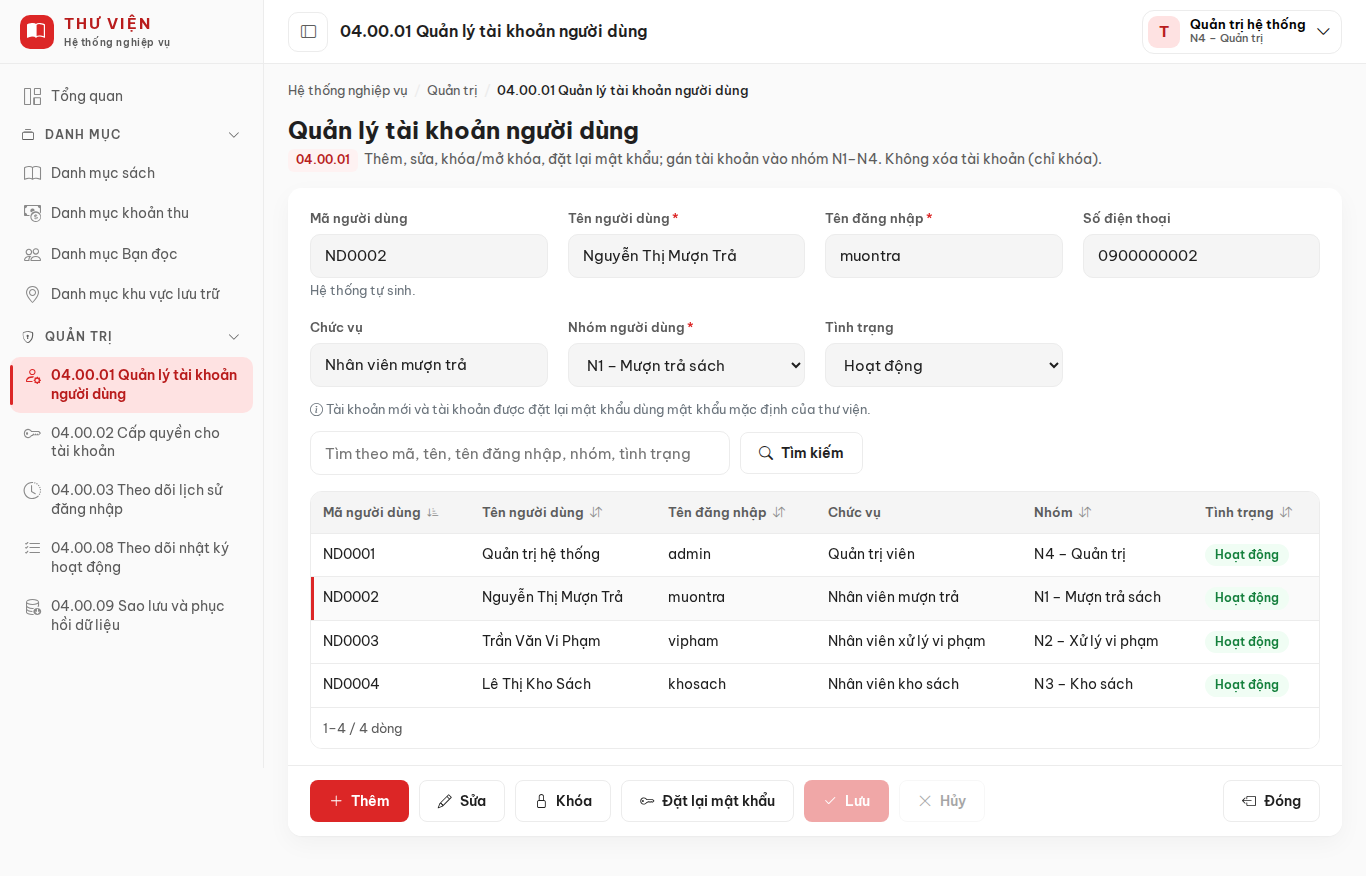 THƯ VIỆN
Hệ thống nghiệp vụ
04.00.01 Quản lý tài khoản người dùng
T
Quản trị hệ thống
N4 – Quản trị
Tổng quan
DANH MỤC
Danh mục sách
Danh mục khoản thu
Danh mục Bạn đọc
Danh mục khu vực lưu trữ
QUẢN TRỊ
04.00.01 Quản lý tài khoản
người dùng
04.00.02 Cấp quyền cho
tài khoản
04.00.03 Theo dõi lịch sử
đăng nhập
04.00.08 Theo dõi nhật ký
hoạt động
04.00.09 Sao lưu và phục
hồi dữ liệu
Hệ thống nghiệp vụ / Quản trị / 04.00.01 Quản lý tài khoản người dùng
Quản lý tài khoản người dùng
04.00.01 Thêm, sửa, khóa/mở khóa, đặt lại mật khẩu; gán tài khoản vào nhóm N1–N4. Không xóa tài khoản (chỉ khóa).
Mã người dùng Tên người dùng * Tên đăng nhập * Số điện thoại
ND0002 Nguyễn Thị Mượn Trả muontra 0900000002
Hệ thống tự sinh.
Chức vụ Nhóm người dùng * Tình trạng
Nhân viên mượn trả N1 – Mượn trả sách Hoạt động
Tài khoản mới và tài khoản được đặt lại mật khẩu dùng mật khẩu mặc định của thư viện.
Tìm theo mã, tên, tên đăng nhập, nhóm, tình trạng Tìm kiếm
Mã người dùng Tên người dùng Tên đăng nhập Chức vụ Nhóm Tình trạng
ND0001 Quản trị hệ thống admin Quản trị viên N4 – Quản trị Hoạt động
ND0002 Nguyễn Thị Mượn Trả muontra Nhân viên mượn trả N1 – Mượn trả sách Hoạt động
ND0003 Trần Văn Vi Phạm vipham Nhân viên xử lý vi phạm N2 – Xử lý vi phạm Hoạt động
ND0004 Lê Thị Kho Sách khosach Nhân viên kho sách N3 – Kho sách Hoạt động
1–4 / 4 dòng
Thêm Sửa Khóa Đặt lại mật khẩu Lưu Hủy Đóng